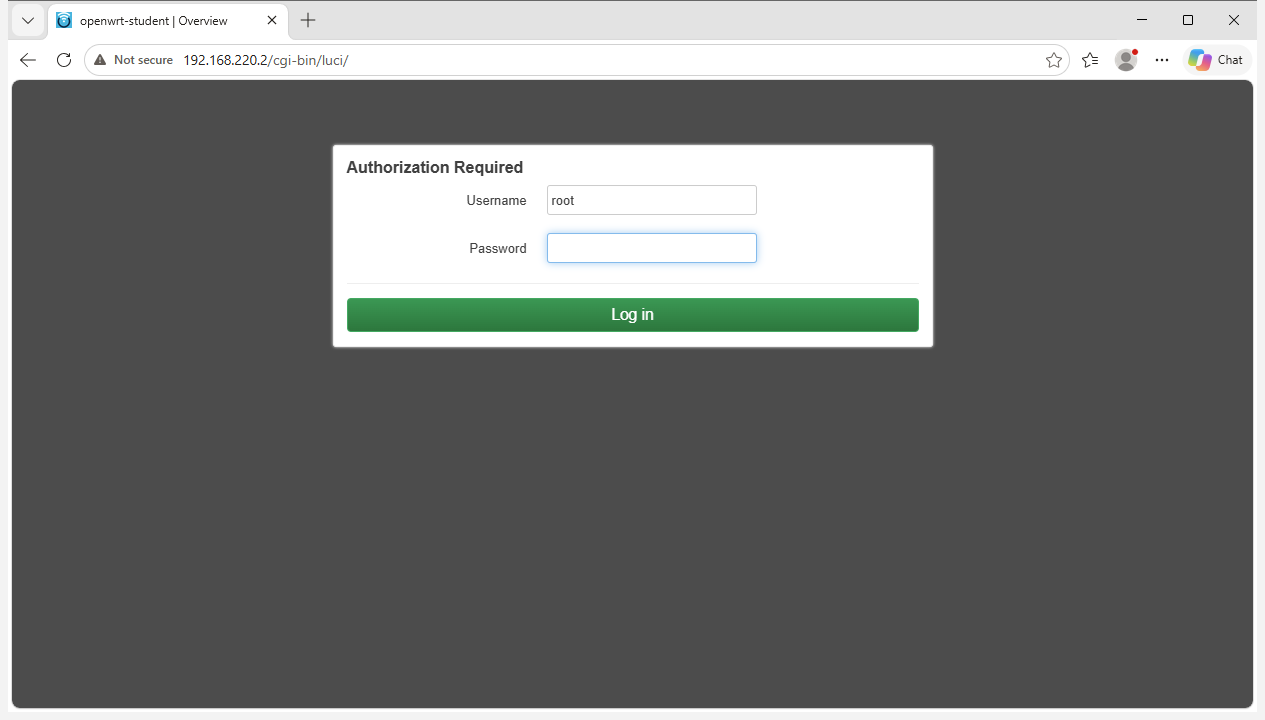 openwrt-student | Overview
Not secure 192.168.220.2/cgi-bin/luci/
Chat
Authorization Required
Username root
Password
Log in